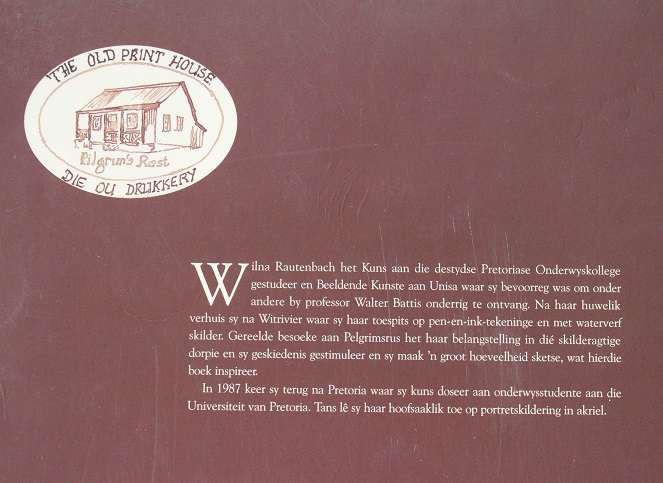 THE OLD PRINT HOUSE
Pilgrim's Rest
DIE OU DRUKKERY
Wilna Rautenbach het Kuns aan die destydse Pretoriase Onderwyskollege
gestudeer en Beeldende Kunste aan Unisa waar sy bevoorreg was om onder
andere by professor Walter Battis onderrig te ontvang. Na haar huwelik
verhuis sy na Witrivier waar sy haar toespits op pen-en-ink-tekeninge en met waterverf
skilder. Gereelde besoeke aan Pelgrimsrus het haar belangstelling in dié skilderagtige
dorpie en sy geskiedenis gestimuleer en sy maak 'n groot hoeveelheid sketse, wat hierdie
boek inspireer.
In 1987 keer sy terug na Pretoria waar sy kuns doseer aan onderwysstudente aan die
Universiteit van Pretoria. Tans lê sy haar hoofsaaklik toe op portretskildering in akriel.